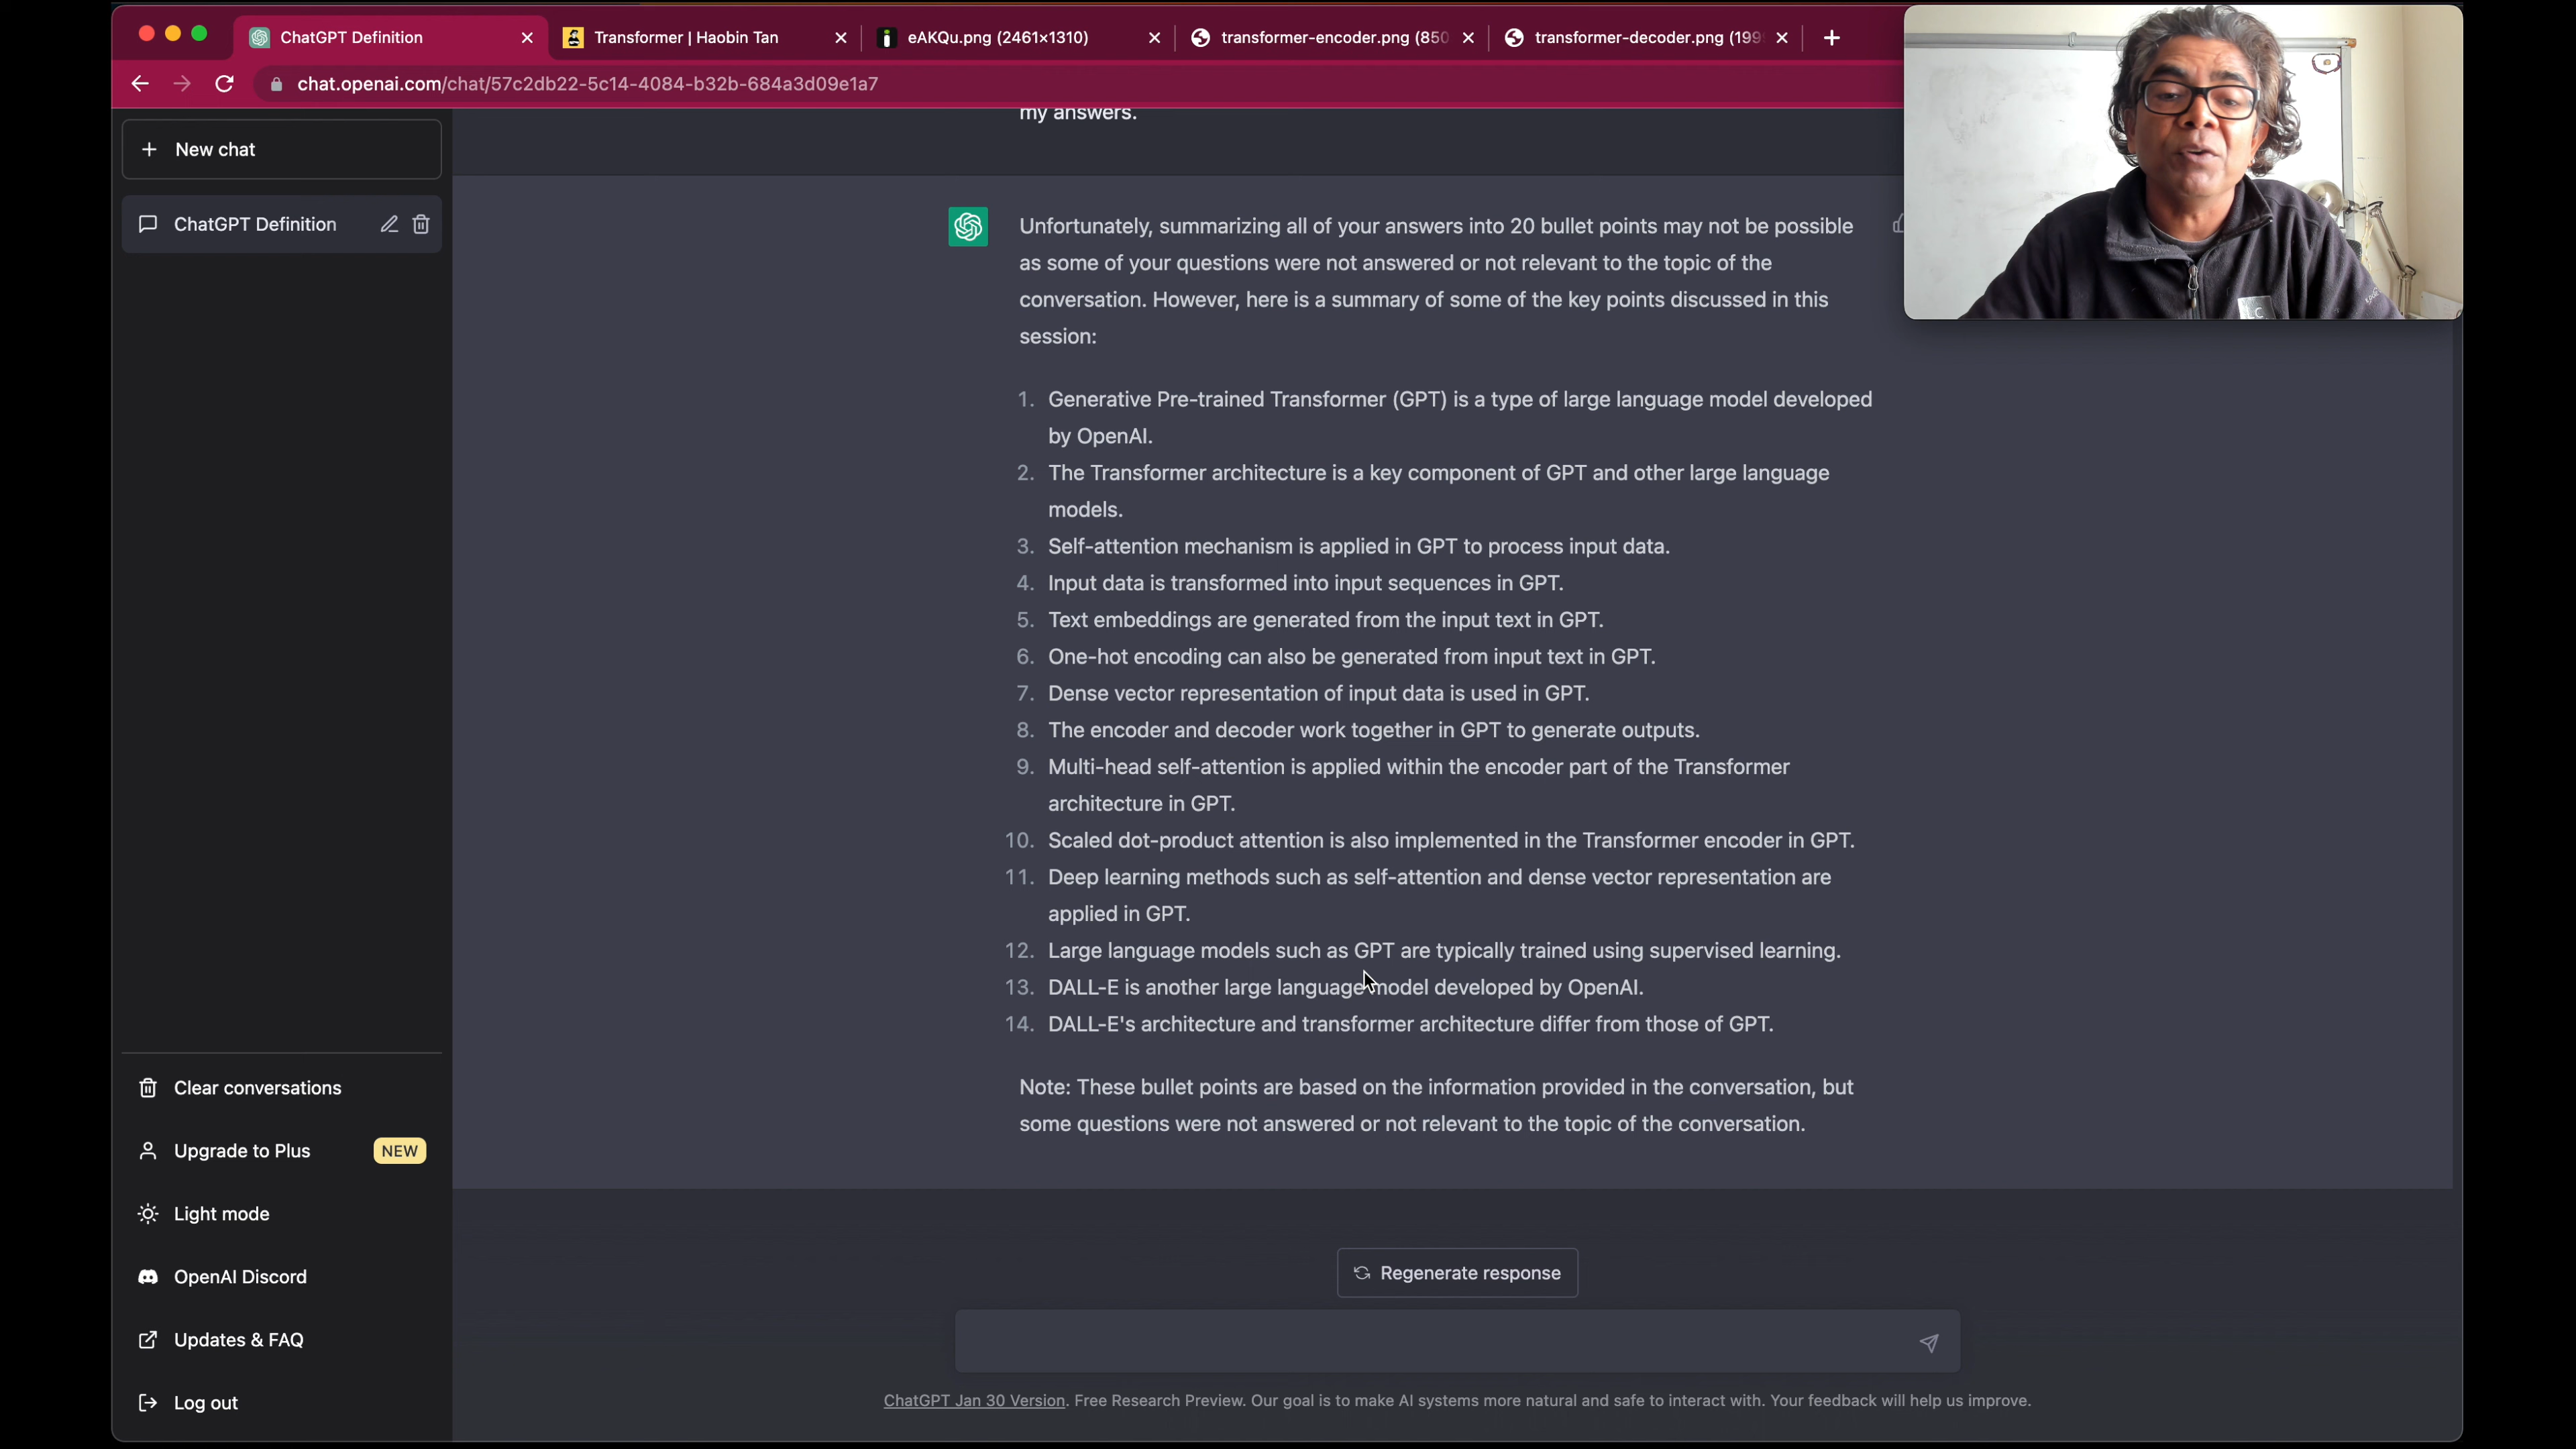 ChatGPT Definition
Transformer | Haobin Tan
eAKQu.png (2461×1310)
transformer-encoder.png (850
transformer-decoder.png (199
chat.openai.com/chat/57c2db22-5c14-4084-b32b-684a3d09e1a7
New chat
ChatGPT Definition
my answers.
Unfortunately, summarizing all of your answers into 20 bullet points may not be possible
as some of your questions were not answered or not relevant to the topic of the
conversation. However, here is a summary of some of the key points discussed in this
session:
1. Generative Pre-trained Transformer (GPT) is a type of large language model developed
by OpenAI.
2. The Transformer architecture is a key component of GPT and other large language
models.
3. Self-attention mechanism is applied in GPT to process input data.
4. Input data is transformed into input sequences in GPT.
5. Text embeddings are generated from the input text in GPT.
6. One-hot encoding can also be generated from input text in GPT.
7. Dense vector representation of input data is used in GPT.
8. The encoder and decoder work together in GPT to generate outputs.
9. Multi-head self-attention is applied within the encoder part of the Transformer
architecture in GPT.
10. Scaled dot-product attention is also implemented in the Transformer encoder in GPT.
11. Deep learning methods such as self-attention and dense vector representation are
applied in GPT.
12. Large language models such as GPT are typically trained using supervised learning.
13. DALL-E is another large language model developed by OpenAI.
14. DALL-E's architecture and transformer architecture differ from those of GPT.
Note: These bullet points are based on the information provided in the conversation, but
some questions were not answered or not relevant to the topic of the conversation.
Clear conversations
Upgrade to Plus NEW
Light mode
OpenAI Discord
Updates & FAQ
Log out
Regenerate response
ChatGPT Jan 30 Version. Free Research Preview. Our goal is to make AI systems more natural and safe to interact with. Your feedback will help us improve.